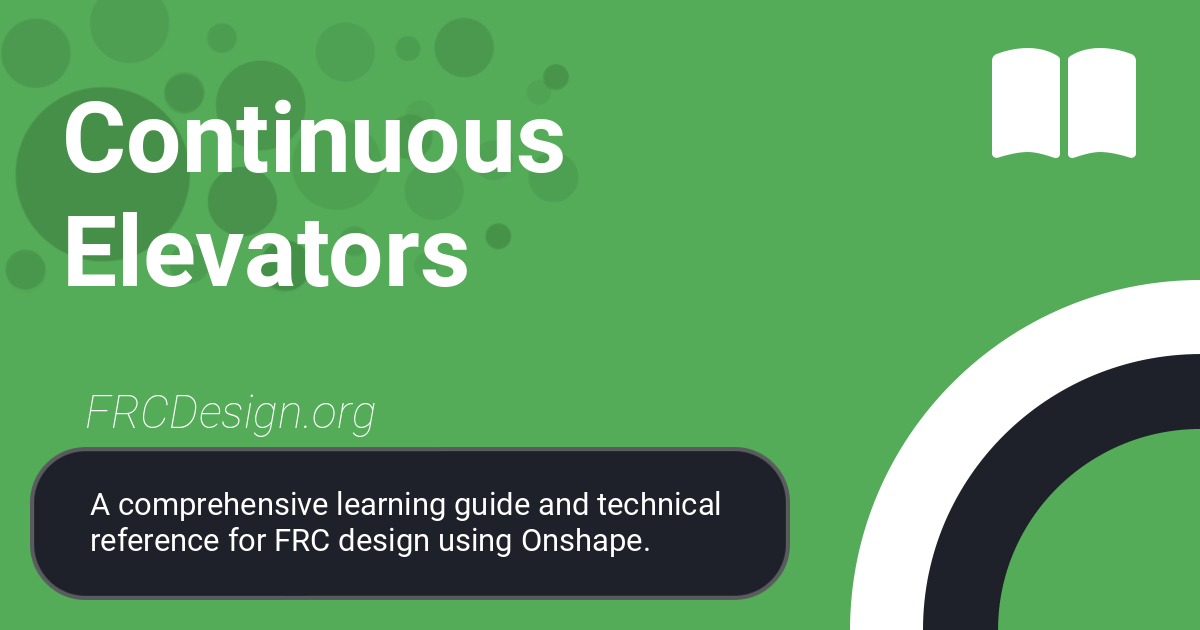 Continuous
Elevators
FRCDesign.org
A comprehensive learning guide and technical
reference for FRC design using Onshape.